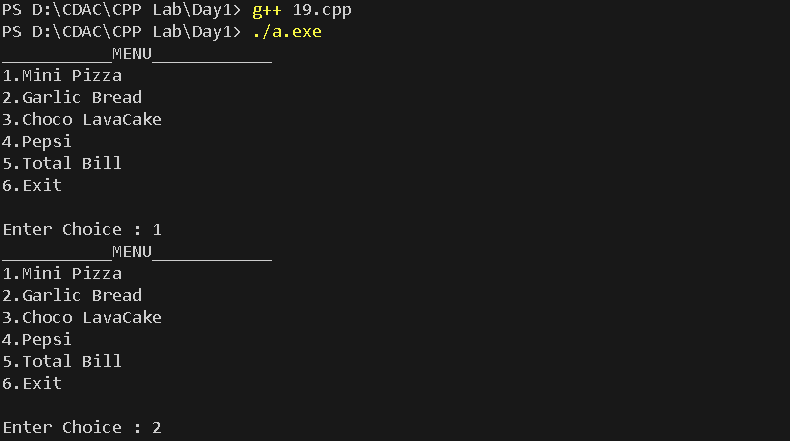 PS D:\CDAC\CPP Lab\Day1> g++ 19.cpp
PS D:\CDAC\CPP Lab\Day1> ./a.exe
___________MENU____________
1.Mini Pizza
2.Garlic Bread
3.Choco LavaCake
4.Pepsi
5.Total Bill
6.Exit
Enter Choice : 1
___________MENU____________
1.Mini Pizza
2.Garlic Bread
3.Choco LavaCake
4.Pepsi
5.Total Bill
6.Exit
Enter Choice : 2